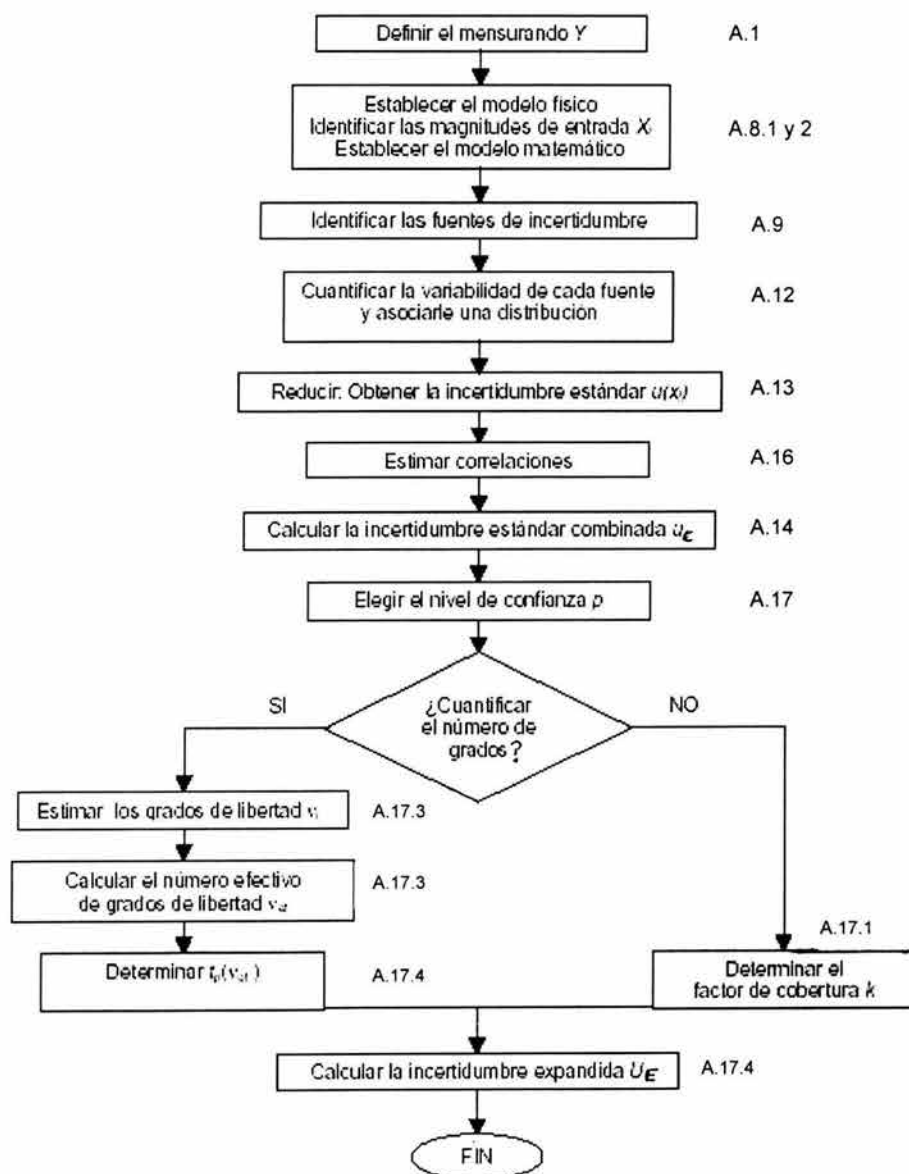 Definir el mensurando Y A.1
Establecer el modelo físico
Identificar las magnitudes de entrada Xi
Establecer el modelo matemático
A.8.1 y 2
Identificar las fuentes de incertidumbre A.9
Cuantificar la variabilidad de cada fuente
y asociarle una distribución
A.12
Reducir. Obtener la incertidumbre estándar u(xi) A.13
Estimar correlaciones A.16
Calcular la incertidumbre estándar combinada uc A.14
Elegir el nivel de confianza p A.17
¿Cuantificar
el número de
grados?
SI
NO
Estimar los grados de libertad νi A.17.3
Calcular el número efectivo
de grados de libertad νef
A.17.3
Determinar tp(νef) A.17.4
A.17.1
Determinar el
factor de cobertura k
Calcular la incertidumbre expandida UE A.17.4
FIN